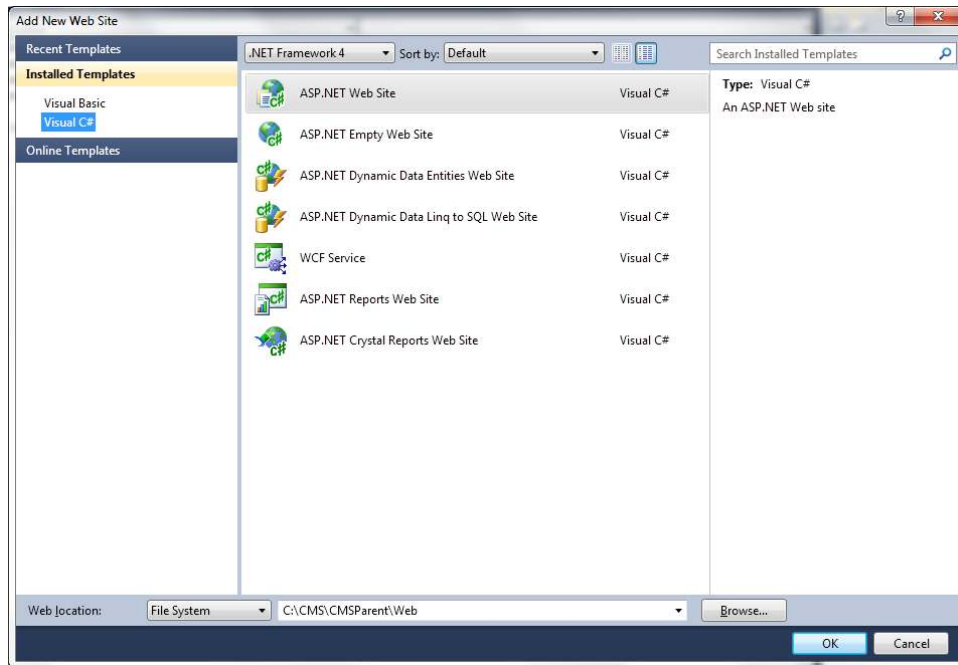 Add New Web Site
Recent Templates
Installed Templates
Visual Basic
Visual C#
Online Templates
.NET Framework 4 Sort by: Default
ASP.NET Web Site Visual C#
ASP.NET Empty Web Site Visual C#
ASP.NET Dynamic Data Entities Web Site Visual C#
ASP.NET Dynamic Data Linq to SQL Web Site Visual C#
WCF Service Visual C#
ASP.NET Reports Web Site Visual C#
ASP.NET Crystal Reports Web Site Visual C#
Search Installed Templates
Type: Visual C#
An ASP.NET Web site
Web location: File System C:\CMS\CMSParent\Web Browse...
OK Cancel